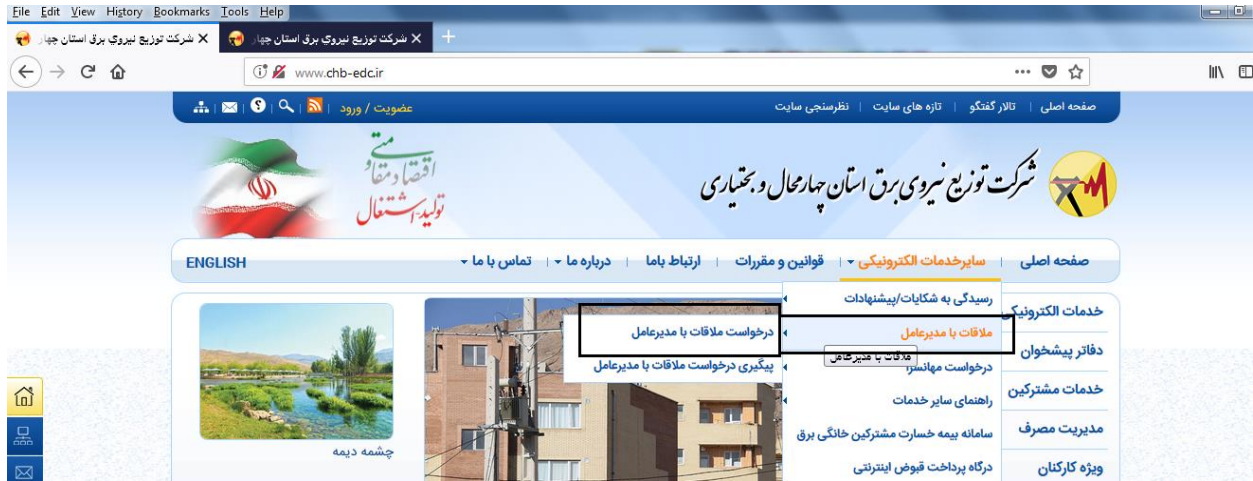 File Edit View History Bookmarks Tools Help
شرکت توزیع نیروي برق استان چهار
شرکت توزیع نیروي برق استان چهار
www.chb-edc.ir
صفحه اصلی | تالار گفتگو | تازه های سایت | نظرسنجی سایت
عضویت / ورود
شرکت توزیع نیروی برق استان چهارمحال و بختیاری
اقتصاد مقاومتی
تولید_اشتغال
صفحه اصلی | سایرخدمات الکترونیکی | قوانین و مقررات | ارتباط باما | درباره ما | تماس با ما
ENGLISH
خدمات الکترونیکی
دفاتر پیشخوان
خدمات مشترکین
مدیریت مصرف
ویژه کارکنان
رسیدگی به شکایات/پیشنهادات
ملاقات با مدیرعامل
ملاقات با مدیرعامل
درخواست مهانسرا
راهنمای سایر خدمات
سامانه بیمه خسارت مشترکین خانگی برق
درگاه پرداخت قبوض اینترنتی
درخواست ملاقات با مدیرعامل
پیگیری درخواست ملاقات با مدیرعامل
چشمه دیمه